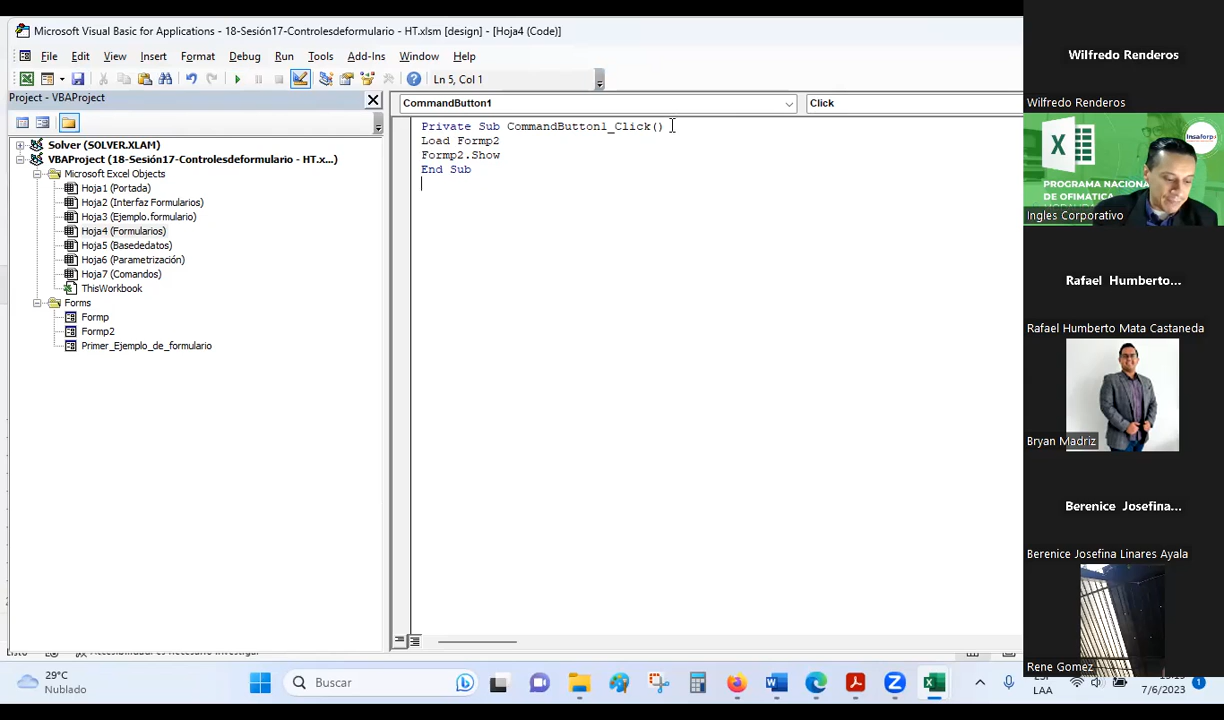 Microsoft Visual Basic for Applications - 18-Sesión17-Controlesdeformulario - HT.xlsm [design] - [Hoja4 (Code)]
File Edit View Insert Format Debug Run Tools Add-Ins Window Help
Ln 5, Col 1
Project - VBAProject
CommandButton1
Click
Solver (SOLVER.XLAM)
VBAProject (18-Sesión17-Controlesdeformulario - HT.x...)
Microsoft Excel Objects
Hoja1 (Portada)
Hoja2 (Interfaz Formularios)
Hoja3 (Ejemplo.formulario)
Hoja4 (Formularios)
Hoja5 (Basededatos)
Hoja6 (Parametrización)
Hoja7 (Comandos)
ThisWorkbook
Forms
Formp
Formp2
Primer_Ejemplo_de_formulario
Private Sub CommandButton1_Click()
Load Formp2
Formp2.Show
End Sub
Wilfredo Renderos
Wilfredo Renderos
PROGRAMA NACIONA
DE OFIMATICA
Insaforp
Ingles Corporativo
Rafael Humberto...
Rafael Humberto Mata Castaneda
Bryan Madriz
Berenice Josefina...
Berenice Josefina Linares Ayala
Rene Gomez
29°C
Nublado
Buscar
LAA
7/6/2023
1